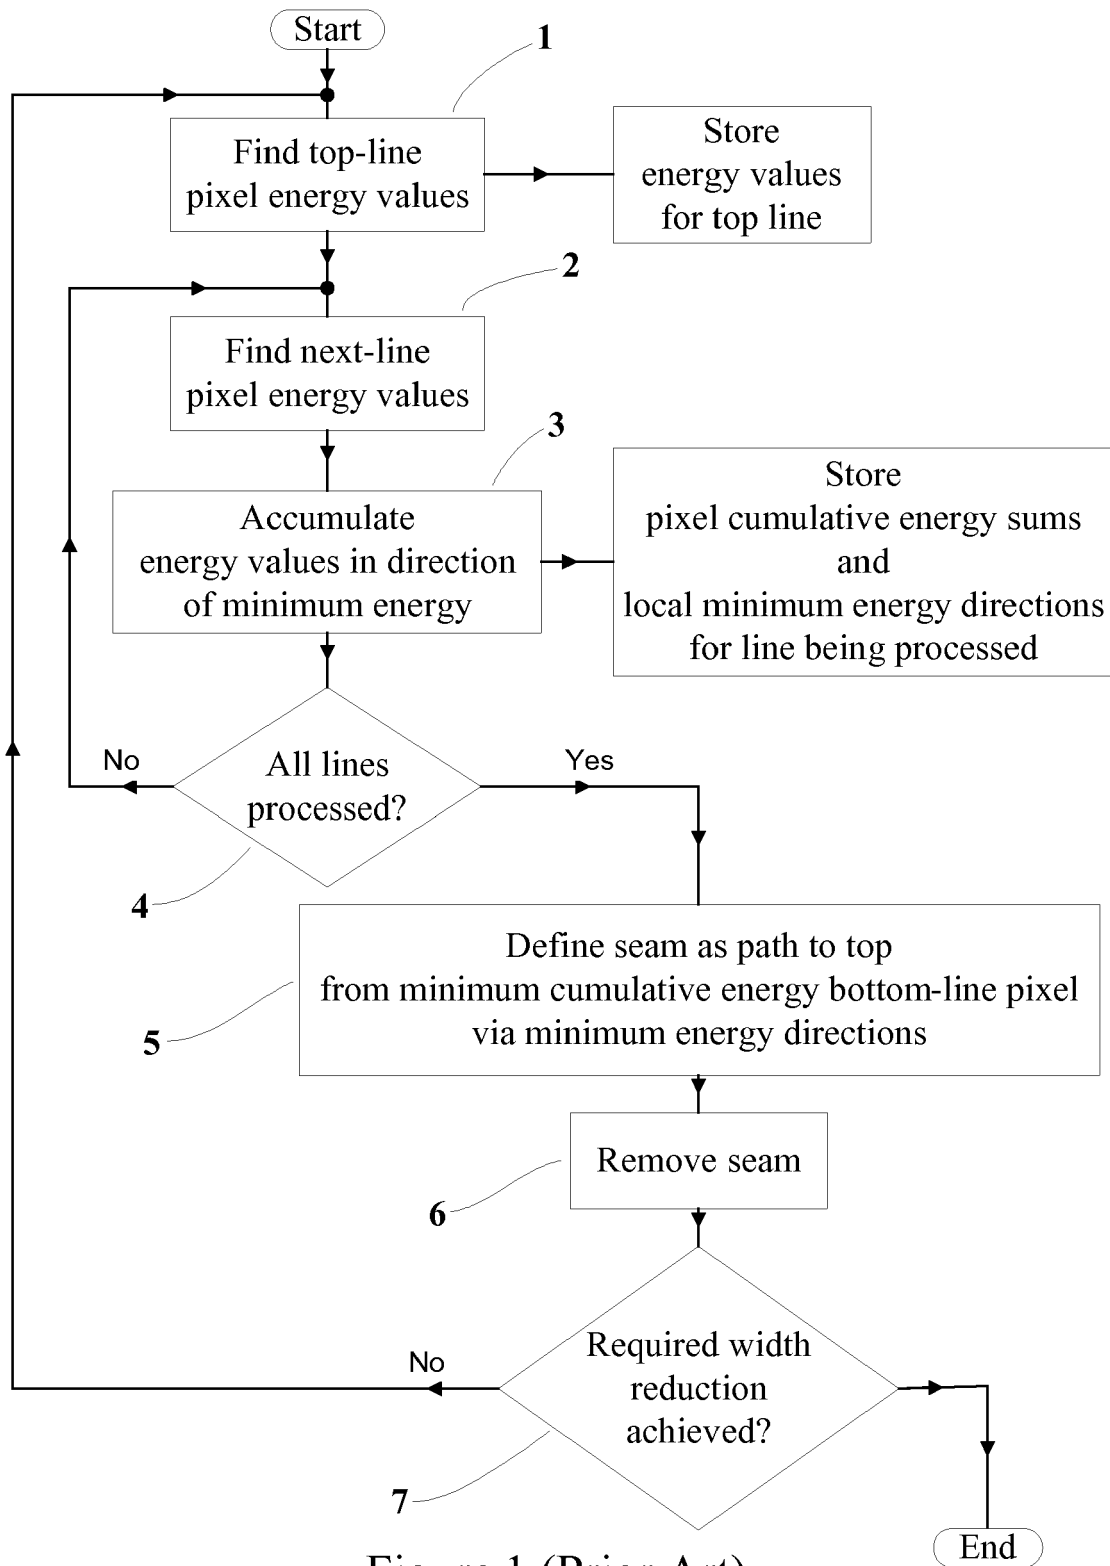 Start
1
Find top-line
pixel energy values
Store
energy values
for top line
2
Find next-line
pixel energy values
3
Accumulate
energy values in direction
of minimum energy
Store
pixel cumulative energy sums
and
local minimum energy directions
for line being processed
No
All lines
processed?
Yes
4
Define seam as path to top
from minimum cumulative energy bottom-line pixel
via minimum energy directions
5
Remove seam
6
No
Required width
reduction
achieved?
7
End
Figure 1 (Prior Art)